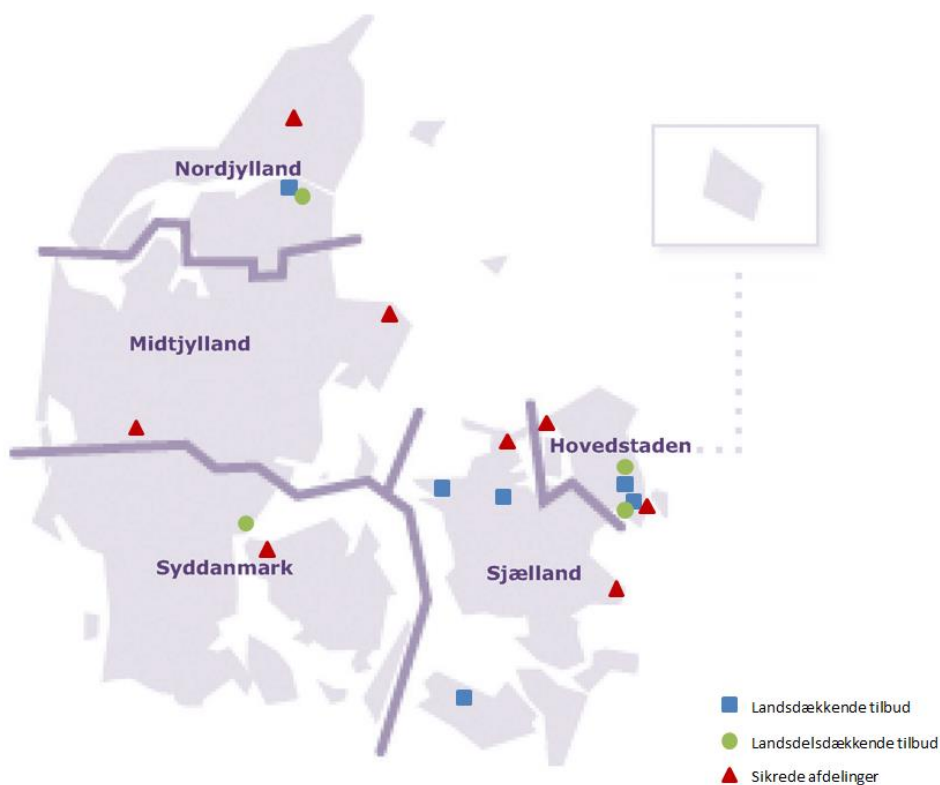 Nordjylland
Midtjylland
Hovedstaden
Syddanmark
Sjælland
Landsdækkende tilbud
Landsdelsdækkende tilbud
Sikrede afdelinger